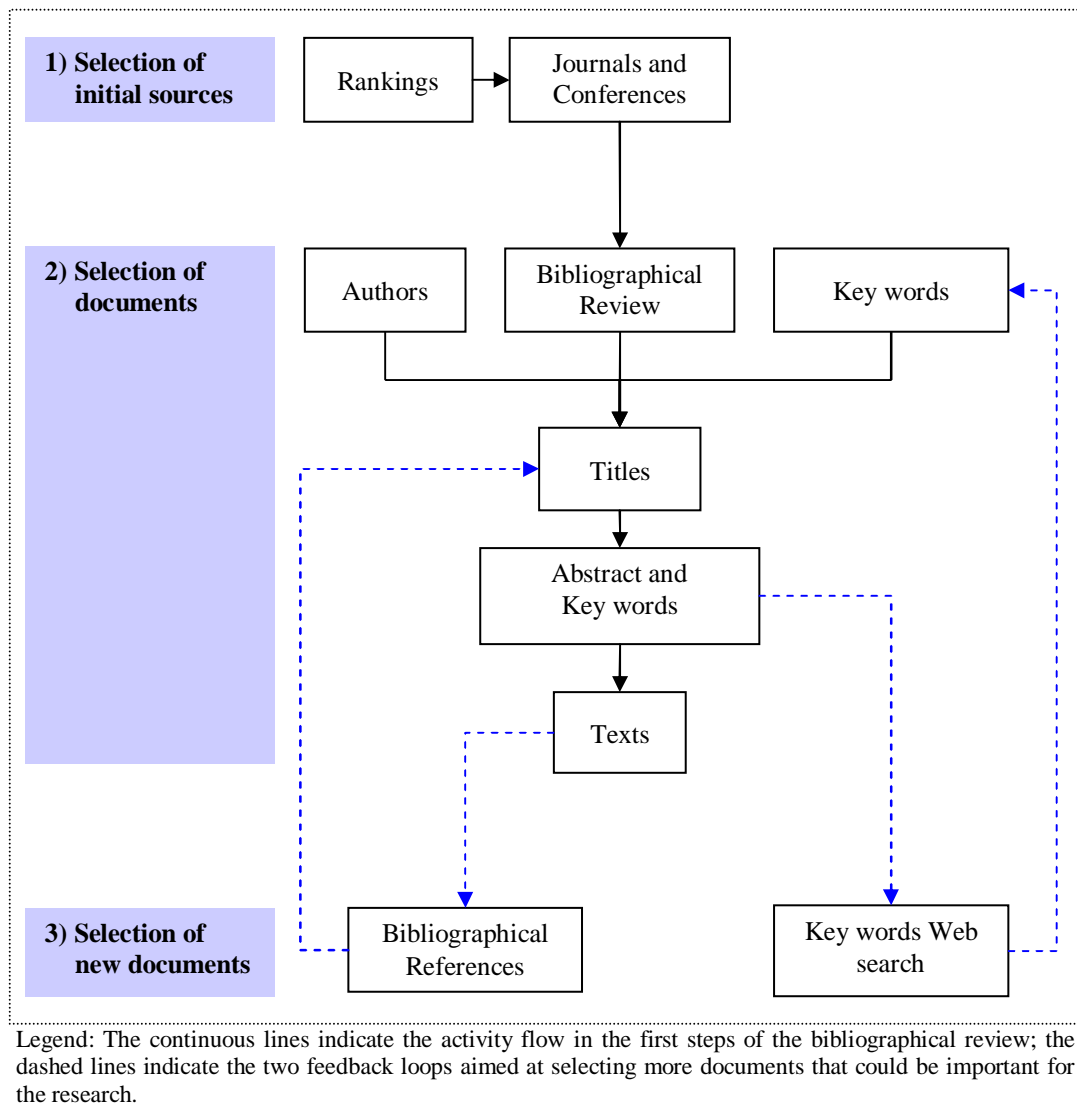 1) Selection of
initial sources
Rankings
Journals and
Conferences
2) Selection of
documents
Authors
Bibliographical
Review
Key words
Titles
Abstract and
Key words
Texts
3) Selection of
new documents
Bibliographical
References
Key words Web
search
Legend: The continuous lines indicate the activity flow in the first steps of the bibliographical review; the
dashed lines indicate the two feedback loops aimed at selecting more documents that could be important for
the research.